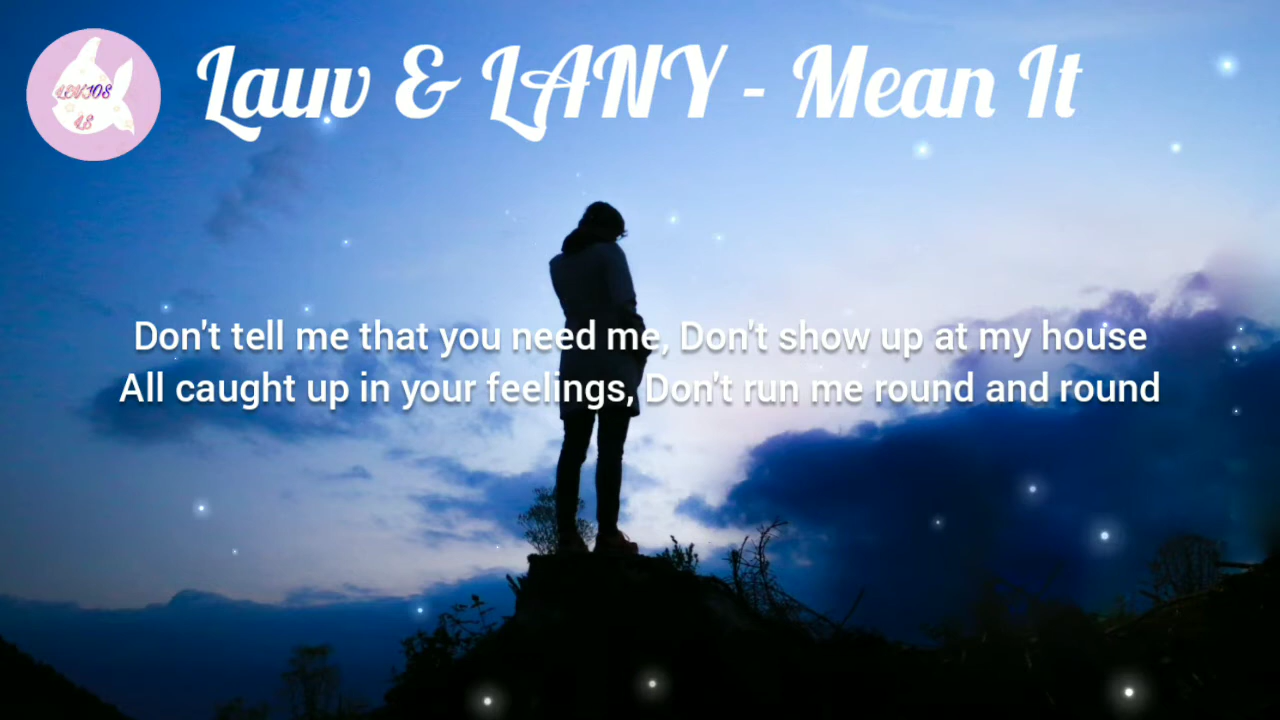 Lauv & LANY - Mean It
Don't tell me that you need me, Don't show up at my house
All caught up in your feelings, Don't run me round and round